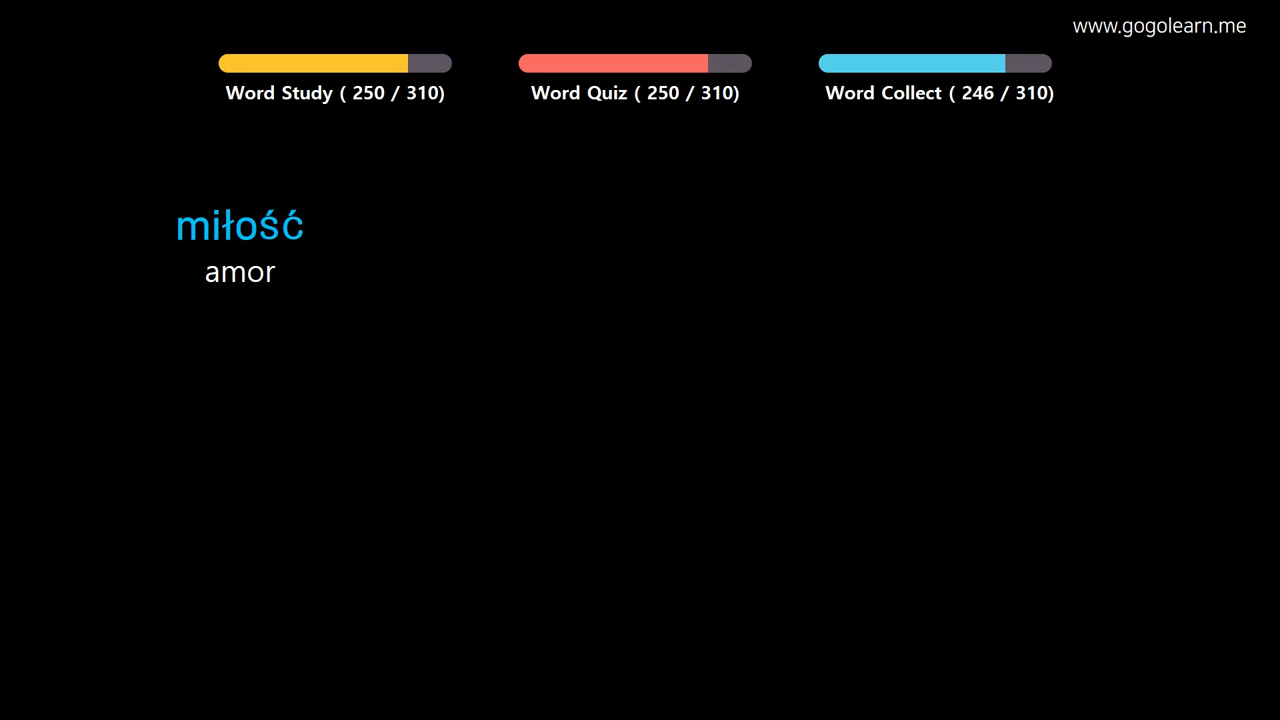 www.gogolearn.me
Word Study ( 250 / 310)
Word Quiz ( 250 / 310)
Word Collect ( 246 / 310)
miłość
amor